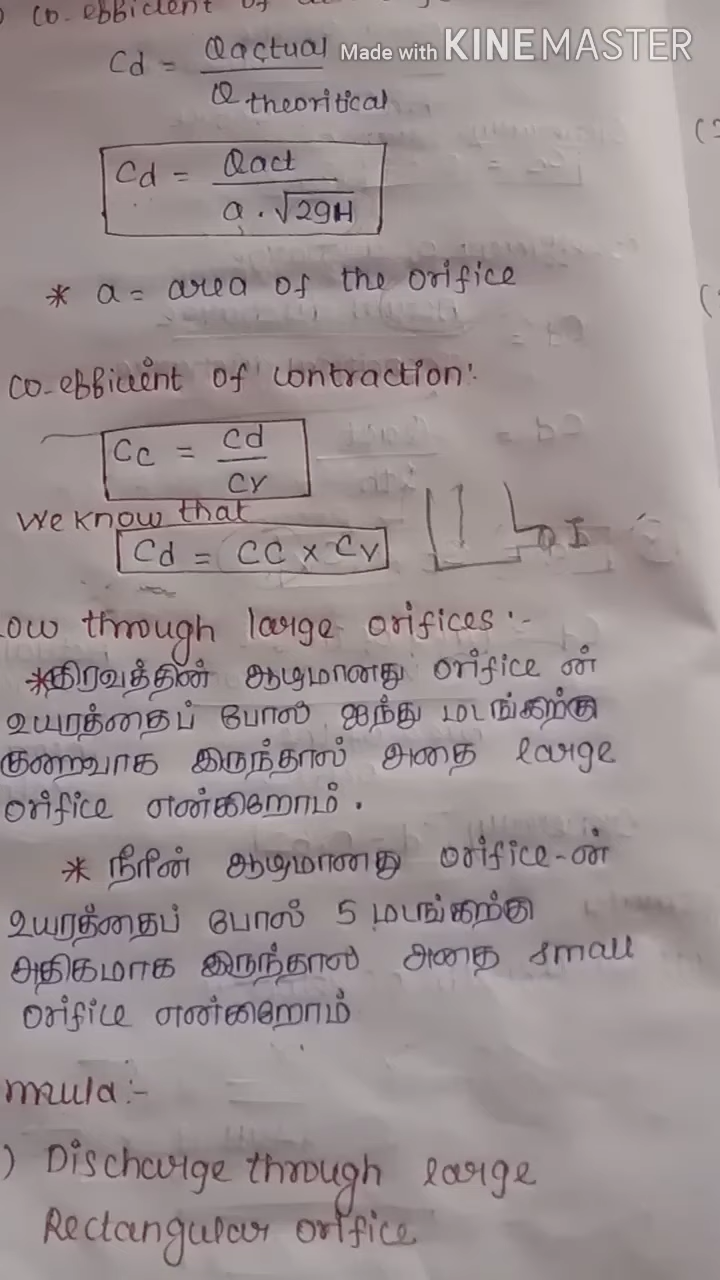 co-efficient of
Cd = Qactual
Made with KINEMASTER
Q theoritical
Cd = Qact
a . √2gH
* a = area of the orifice
co-efficient of contraction:
Cc = Cd
Cv
We know that
Cd = CC × Cv
ow through large orifices :-
* திரவத்தின் ஆழமானது orifice ன்
உயரத்தைப் போல் ஐந்து மடங்கிற்கு
குறைவாக இருந்தால் அதை large
orifice என்கிறோம் .
* நீரின் ஆழமானது orifice-ன்
உயரத்தைப் போல் 5 மடங்கிற்கு
அதிகமாக இருந்தால் அதை small
orifice என்கிறோம்
mula :-
) Discharge through large
Rectangular orifice